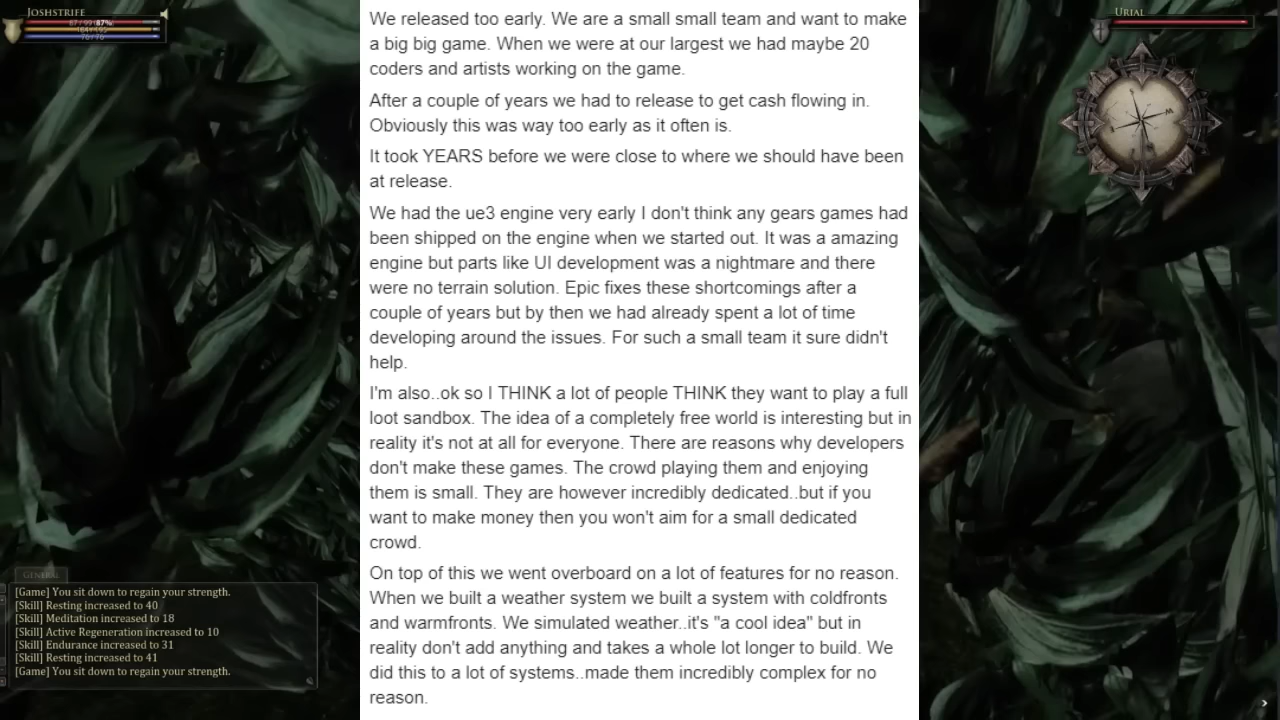 JOSHSTRIFE
87 / 99 (87%)
76 / 76
URIAL
We released too early. We are a small small team and want to make
a big big game. When we were at our largest we had maybe 20
coders and artists working on the game.
After a couple of years we had to release to get cash flowing in.
Obviously this was way too early as it often is.
It took YEARS before we were close to where we should have been
at release.
We had the ue3 engine very early I don't think any gears games had
been shipped on the engine when we started out. It was a amazing
engine but parts like UI development was a nightmare and there
were no terrain solution. Epic fixes these shortcomings after a
couple of years but by then we had already spent a lot of time
developing around the issues. For such a small team it sure didn't
help.
I'm also..ok so I THINK a lot of people THINK they want to play a full
loot sandbox. The idea of a completely free world is interesting but in
reality it's not at all for everyone. There are reasons why developers
don't make these games. The crowd playing them and enjoying
them is small. They are however incredibly dedicated..but if you
want to make money then you won't aim for a small dedicated
crowd.
On top of this we went overboard on a lot of features for no reason.
When we built a weather system we built a system with coldfronts
and warmfronts. We simulated weather..it's "a cool idea" but in
reality don't add anything and takes a whole lot longer to build. We
did this to a lot of systems..made them incredibly complex for no
reason.
GENERAL
[Game] You sit down to regain your strength.
[Skill] Resting increased to 40
[Skill] Meditation increased to 18
[Skill] Active Regeneration increased to 10
[Skill] Endurance increased to 31
[Skill] Resting increased to 41
[Game] You sit down to regain your strength.